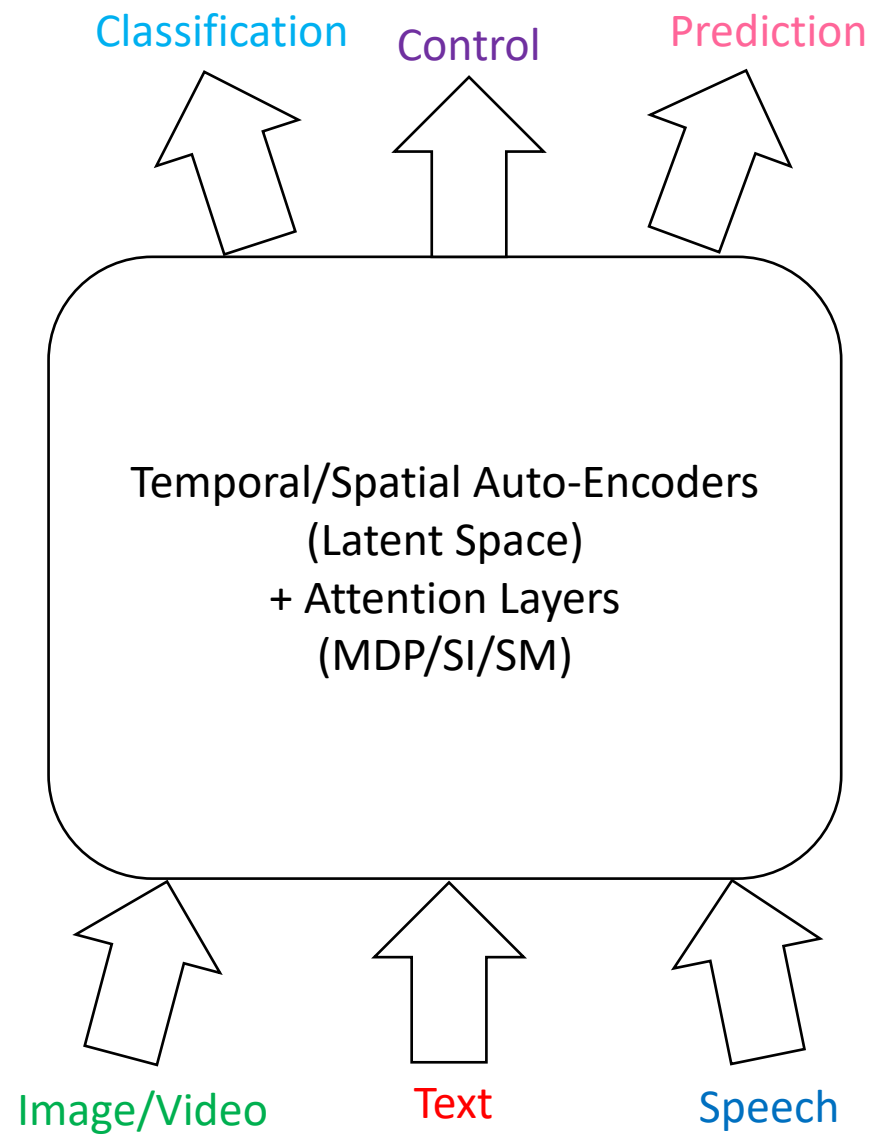 Classification
Control
Prediction
Temporal/Spatial Auto-Encoders
(Latent Space)
+ Attention Layers
(MDP/SI/SM)
Image/Video
Text
Speech